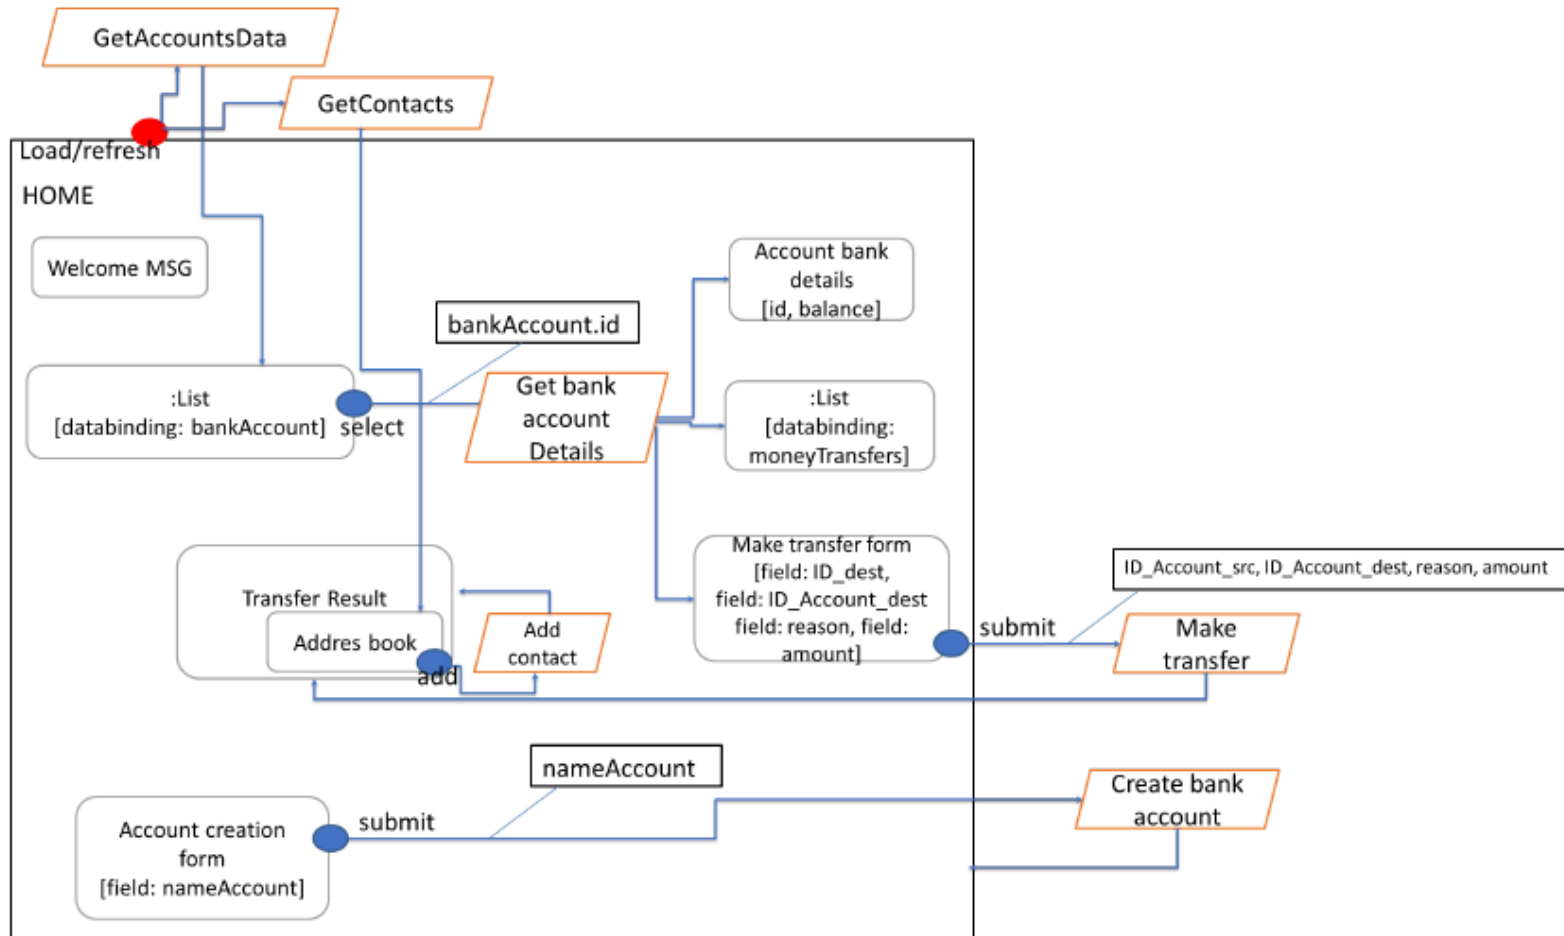 GetAccountsData
GetContacts
Load/refresh
HOME
Welcome MSG
Account bank
details
[id, balance]
bankAccount.id
:List
[databinding: bankAccount]
select
Get bank
account
Details
:List
[databinding:
moneyTransfers]
Transfer Result
Addres book
add
Add
contact
Make transfer form
[field: ID_dest,
field: ID_Account_dest
field: reason, field:
amount]
submit
ID_Account_src, ID_Account_dest, reason, amount
Make
transfer
nameAccount
Account creation
form
[field: nameAccount]
submit
Create bank
account